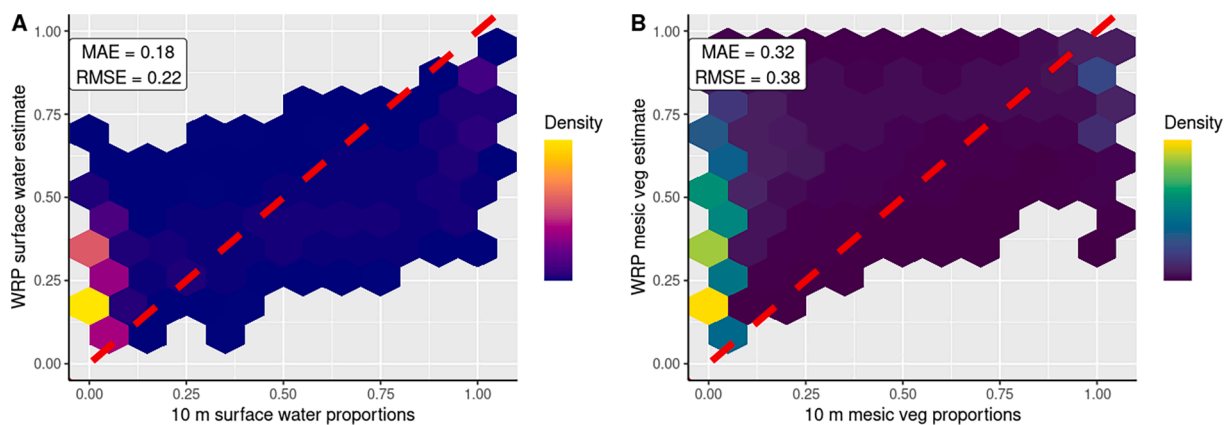 A
MAE = 0.18
RMSE = 0.22
WRP surface water estimate
1.00
0.75
0.50
0.25
0.00
0.00 0.25 0.50 0.75 1.00
10 m surface water proportions
Density
B
MAE = 0.32
RMSE = 0.38
WRP mesic veg estimate
1.00
0.75
0.50
0.25
0.00
0.00 0.25 0.50 0.75 1.00
10 m mesic veg proportions
Density